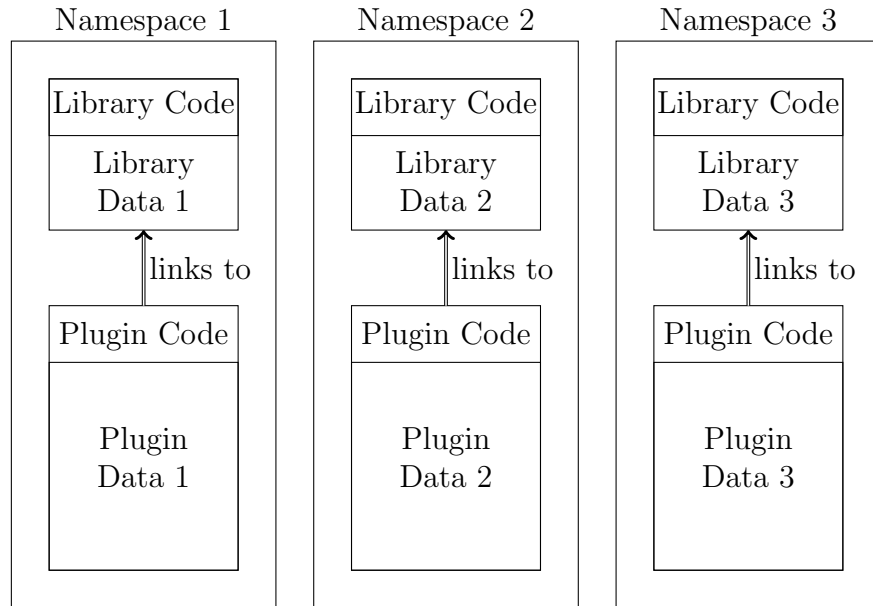 Namespace 1
Library Code
Library
Data 1
links to
Plugin Code
Plugin
Data 1
Namespace 2
Library Code
Library
Data 2
links to
Plugin Code
Plugin
Data 2
Namespace 3
Library Code
Library
Data 3
links to
Plugin Code
Plugin
Data 3